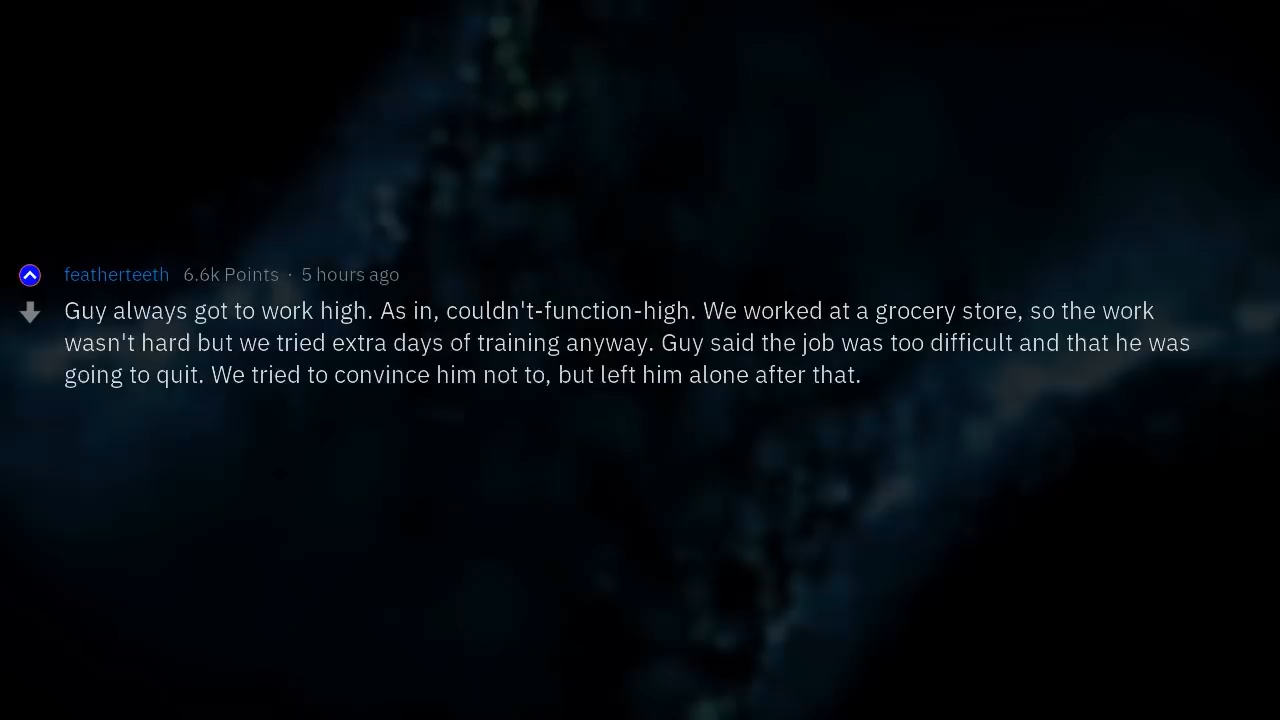 featherteeth 6.6k Points · 5 hours ago
Guy always got to work high. As in, couldn't-function-high. We worked at a grocery store, so the work
wasn't hard but we tried extra days of training anyway. Guy said the job was too difficult and that he was
going to quit. We tried to convince him not to, but left him alone after that.